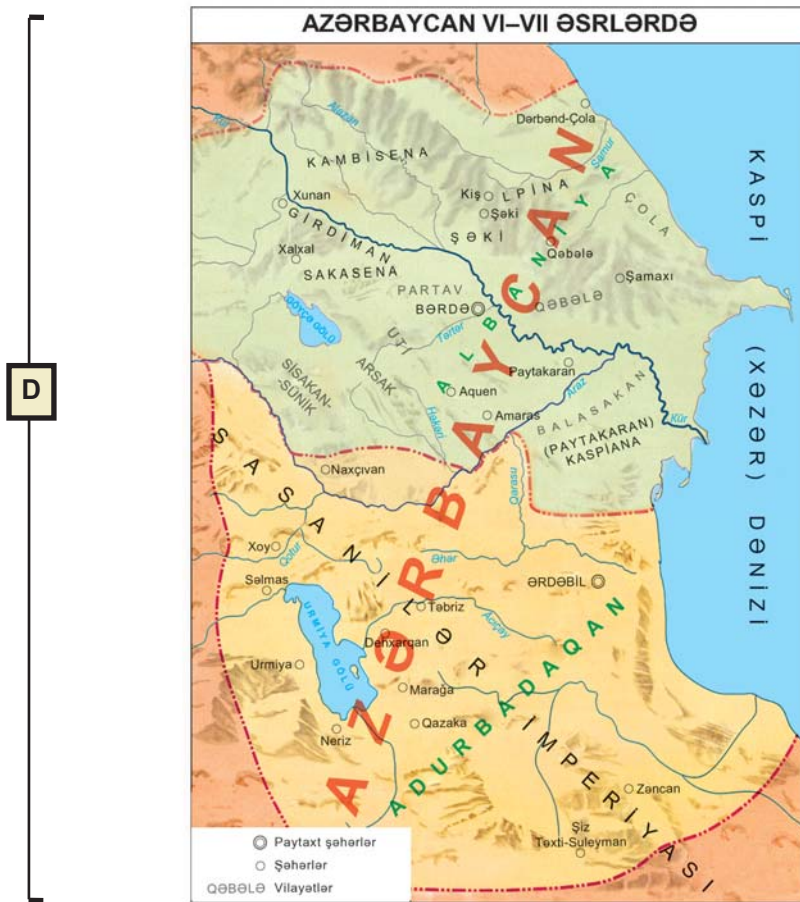 AZƏRBAYCAN VI–VII ƏSRLƏRDƏ
D
Dərbənd-Çola
Alazan
Kür
Samur
KAMBİSENA
Kiş
LPİNA
Şəki
ÇOLA
Xunan
GİRDİMAN
ŞƏKİ
Qəbələ
Xalxal
SAKASENA
Şamaxı
PARTAV
BƏRDƏ
QƏBƏLƏ
GÖYÇƏ GÖLÜ
UTİ
Tərtər
ALBANİYA
SİSAKAN-
-SÜNİK
ARSAK
Paytakaran
Aquen
Araz
Həkəri
Amaras
BALASAKAN
(PAYTAKARAN)
KASPİANA
Kür
KASPİ (XƏZƏR) DƏNİZİ
AZƏRBAYCAN
SASANİLƏR İMPERİYASI
Naxçıvan
Qarasu
Xoy
Qotur
Əhər
Səlmas
ƏRDƏBİL
URMİYA GÖLÜ
Təbriz
Acıçay
Dehxarqan
ADURBADAQAN
Urmiya
Marağa
Qazaka
Neriz
Zəncan
Şiz
Təxti-Suleyman
Paytaxt şəhərlər
Şəhərlər
QƏBƏLƏ Vilayətlər